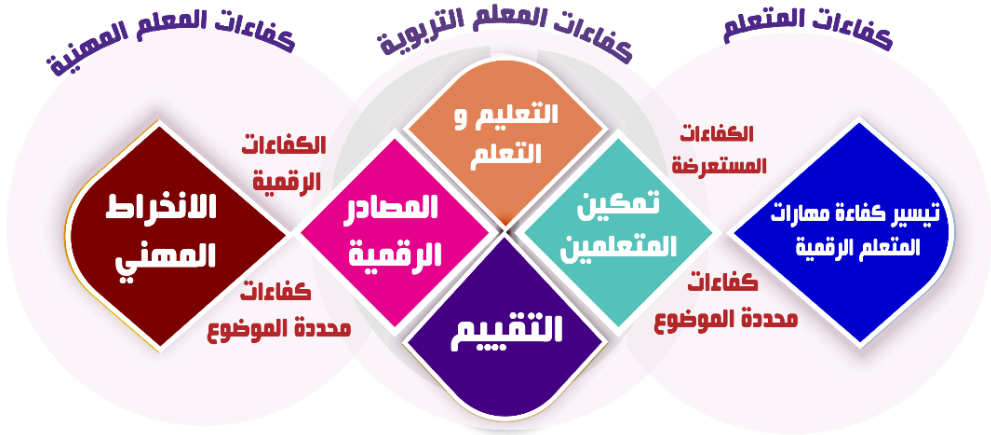 كفاءات المتعلم
كفاءات المعلم التربوية
كفاءات المعلم المهنية
التعليم و
التعلم
الكفاءات
المستعرضة
الكفاءات
الرقمية
تيسير كفاءة مهارات
المتعلم الرقمية
تمكين
المتعلمين
المصادر
الرقمية
الانخراط
المهني
كفاءات
محددة الموضوع
كفاءات
محددة الموضوع
التقييم